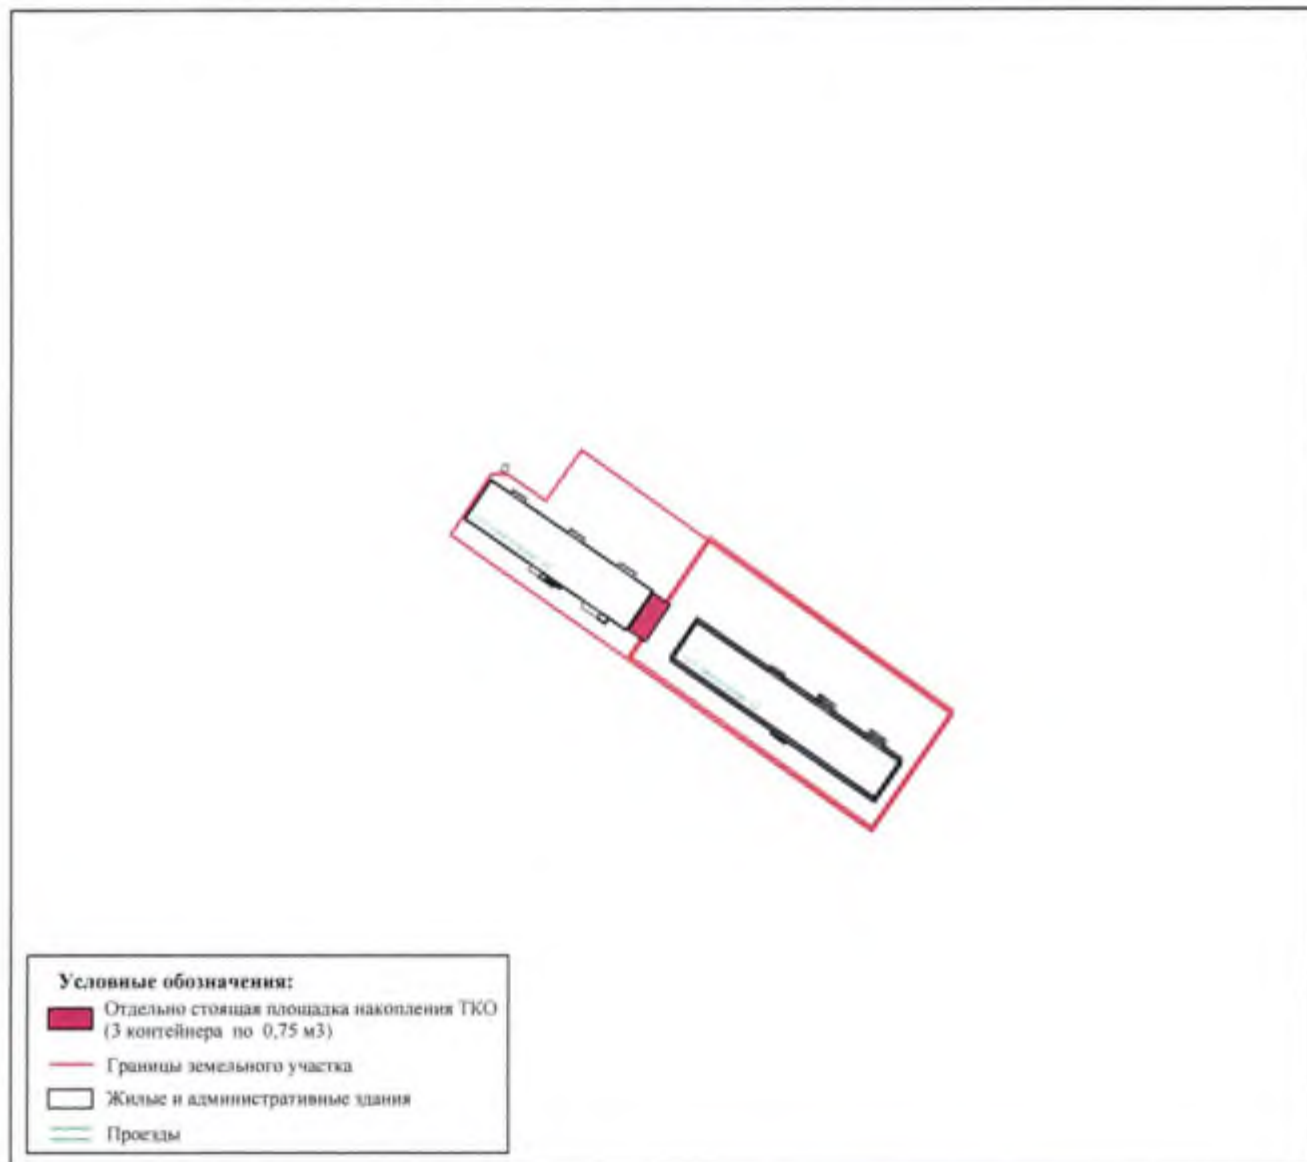 Условные обозначения:
Отдельно стоящая площадка накопления ТКО
(3 контейнера по 0,75 м3)
Границы земельного участка
Жилые и административные здания
Проезды